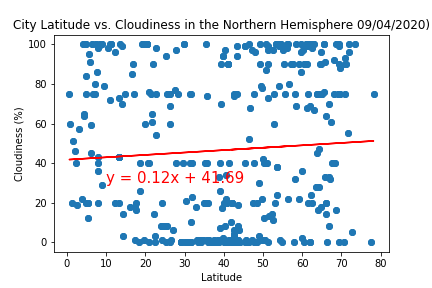 City Latitude vs. Cloudiness in the Northern Hemisphere 09/04/2020)
100
80
60
40
20
0
Cloudiness (%)
y = 0.12x + 41.69
0 10 20 30 40 50 60 70 80
Latitude